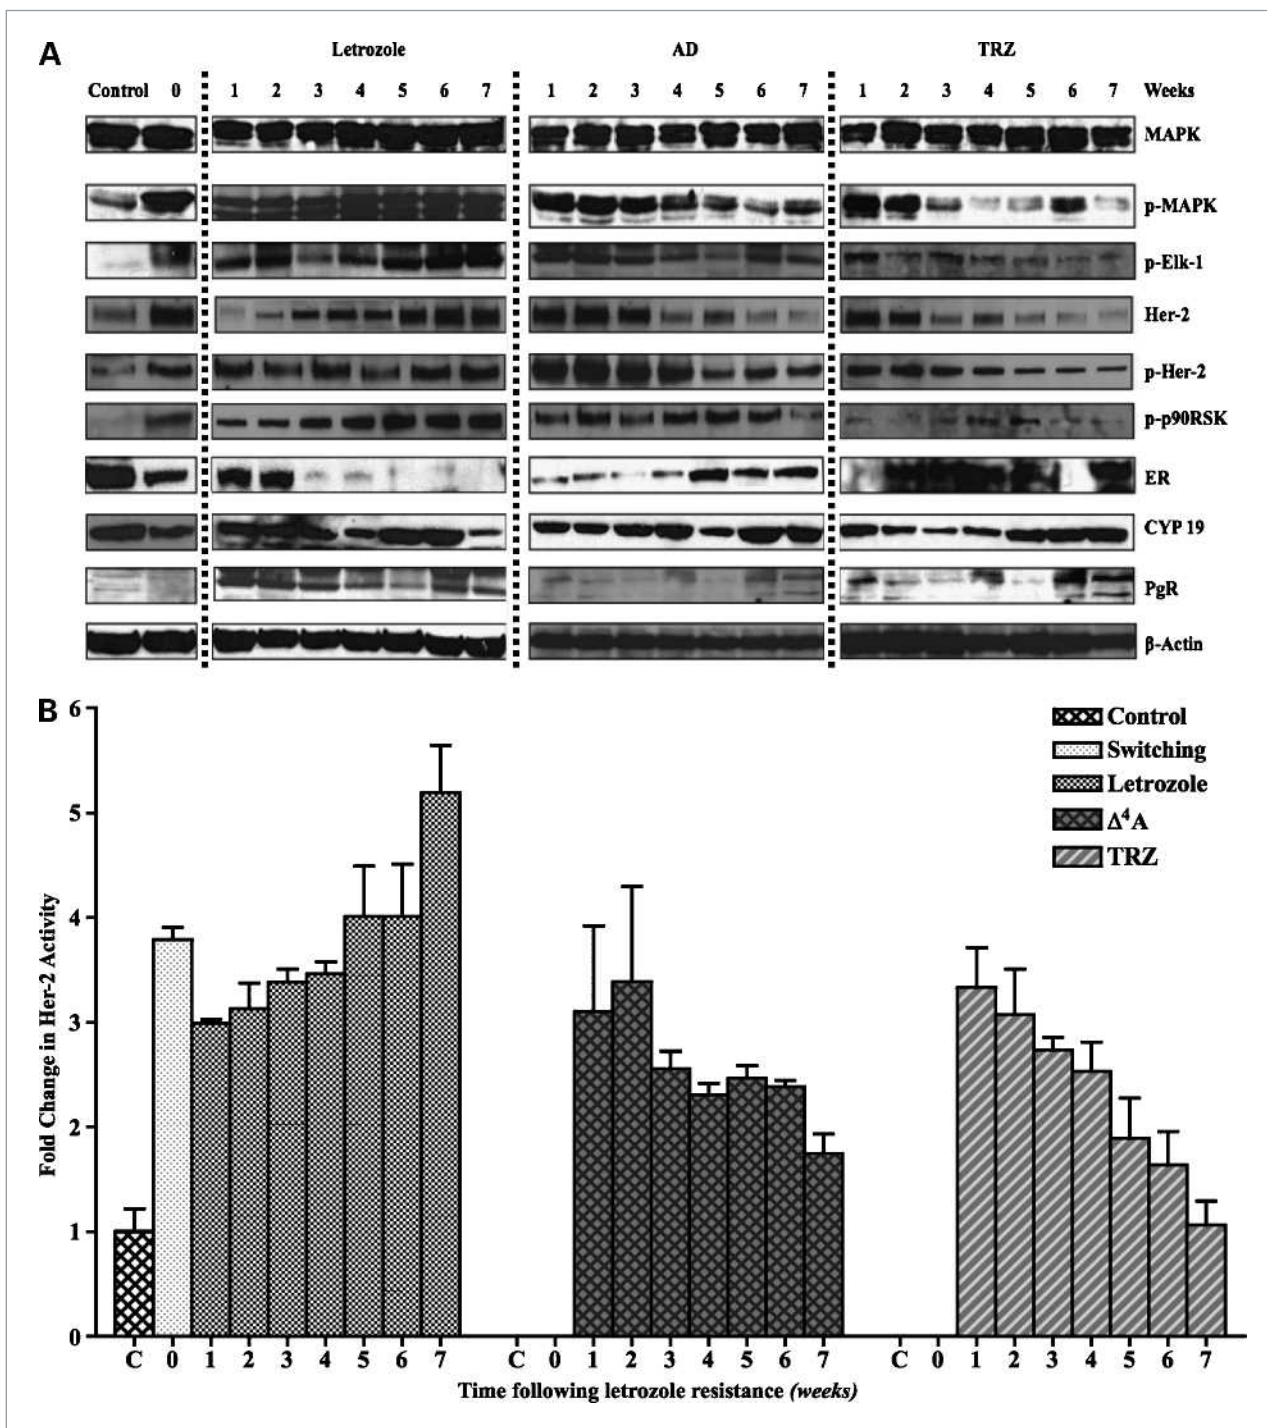 A
Letrozole AD TRZ
Control 0 1 2 3 4 5 6 7 1 2 3 4 5 6 7 1 2 3 4 5 6 7 Weeks
MAPK
p-MAPK
p-Elk-1
Her-2
p-Her-2
p-p90RSK
ER
CYP 19
PgR
β-Actin
B
Control
Switching
Letrozole
Δ⁴A
TRZ
Fold Change in Her-2 Activity
6
5
4
3
2
1
0
C 0 1 2 3 4 5 6 7 C 0 1 2 3 4 5 6 7 C 0 1 2 3 4 5 6 7
Time following letrozole resistance (weeks)